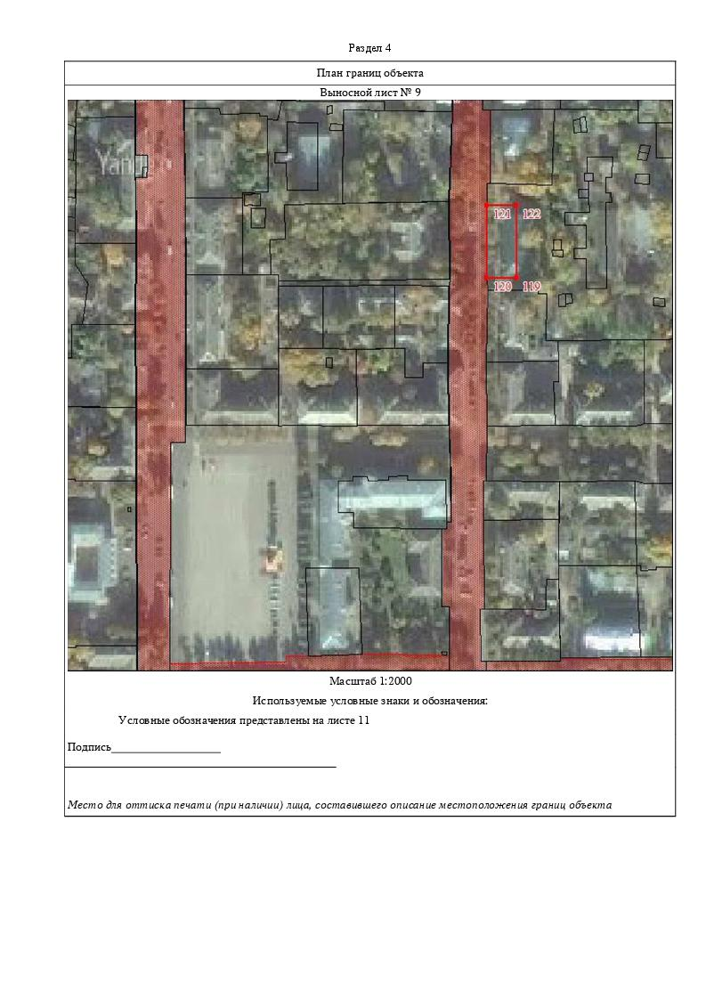 Раздел 4
План границ объекта
Выносной лист № 9
121 122
120 119
Масштаб 1:2000
Используемые условные знаки и обозначения:
Условные обозначения представлены на листе 11
Подпись___________________
Место для оттиска печати (при наличии) лица, составившего описание местоположения границ объекта